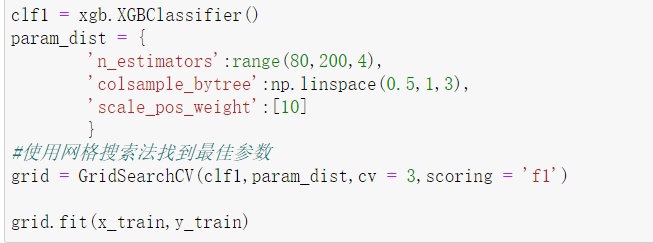 clf1 = xgb.XGBClassifier()
param_dist = {
        'n_estimators':range(80,200,4),
        'colsample_bytree':np.linspace(0.5,1,3),
        'scale_pos_weight':[10]
        }
#使用网格搜索法找到最佳参数
grid = GridSearchCV(clf1,param_dist,cv = 3,scoring = 'f1')
grid.fit(x_train,y_train)